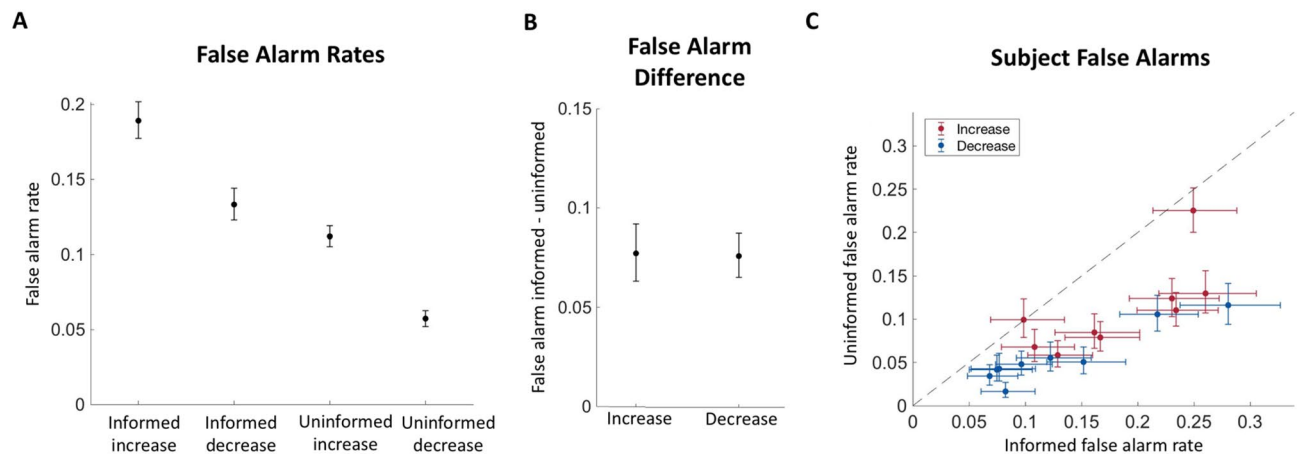 A
False Alarm Rates
False alarm rate
0.2
0.15
0.1
0.05
0
Informed
increase
Informed
decrease
Uninformed
increase
Uninformed
decrease
B
False Alarm
Difference
False alarm informed - uninformed
0.15
0.1
0.05
0
Increase
Decrease
C
Subject False Alarms
Increase
Decrease
Uninformed false alarm rate
0.3
0.25
0.2
0.15
0.1
0.05
0
0
0.05
0.1
0.15
0.2
0.25
0.3
Informed false alarm rate